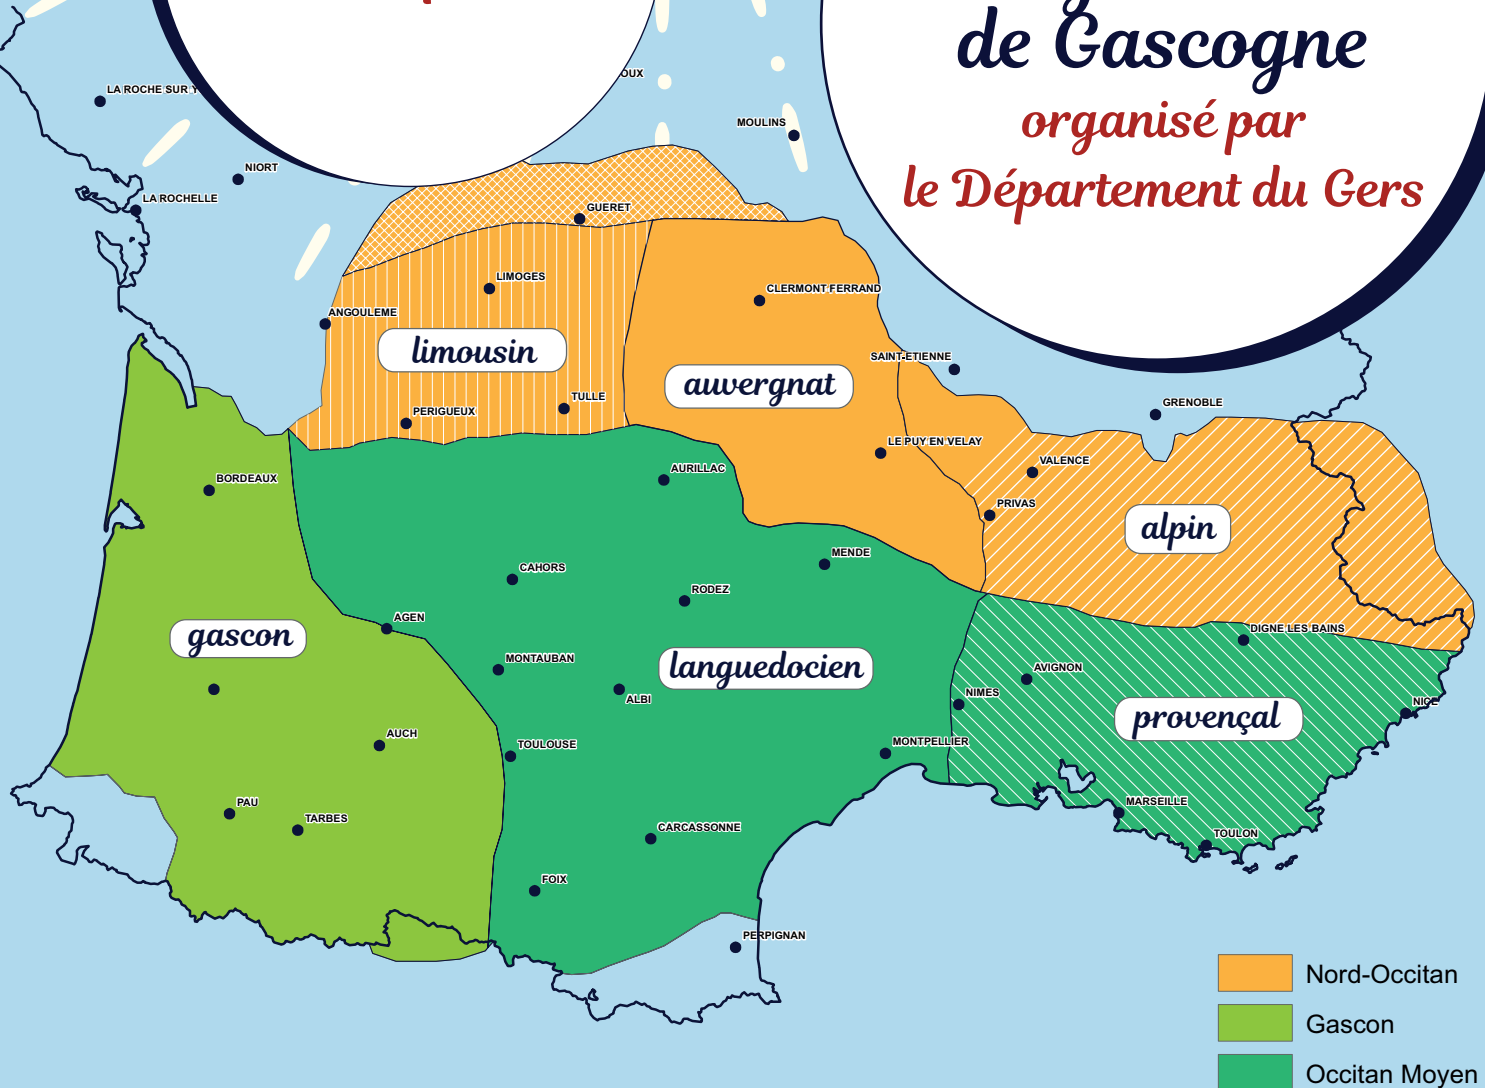 de Gascogne
organisé par
le Département du Gers
LA ROCHE SUR Y
OUX
MOULINS
NIORT
LA ROCHELLE
GUERET
LIMOGES
CLERMONT FERRAND
ANGOULEME
limousin
SAINT-ETIENNE
auvergnat
TULLE
GRENOBLE
PERIGUEUX
LE PUY EN VELAY
VALENCE
AURILLAC
BORDEAUX
PRIVAS
alpin
MENDE
CAHORS
RODEZ
AGEN
DIGNE LES BAINS
gascon
MONTAUBAN
languedocien
AVIGNON
NIMES
ALBI
NICE
provençal
AUCH
MONTPELLIER
TOULOUSE
PAU
MARSEILLE
TARBES
CARCASSONNE
TOULON
FOIX
PERPIGNAN
Nord-Occitan
Gascon
Occitan Moyen